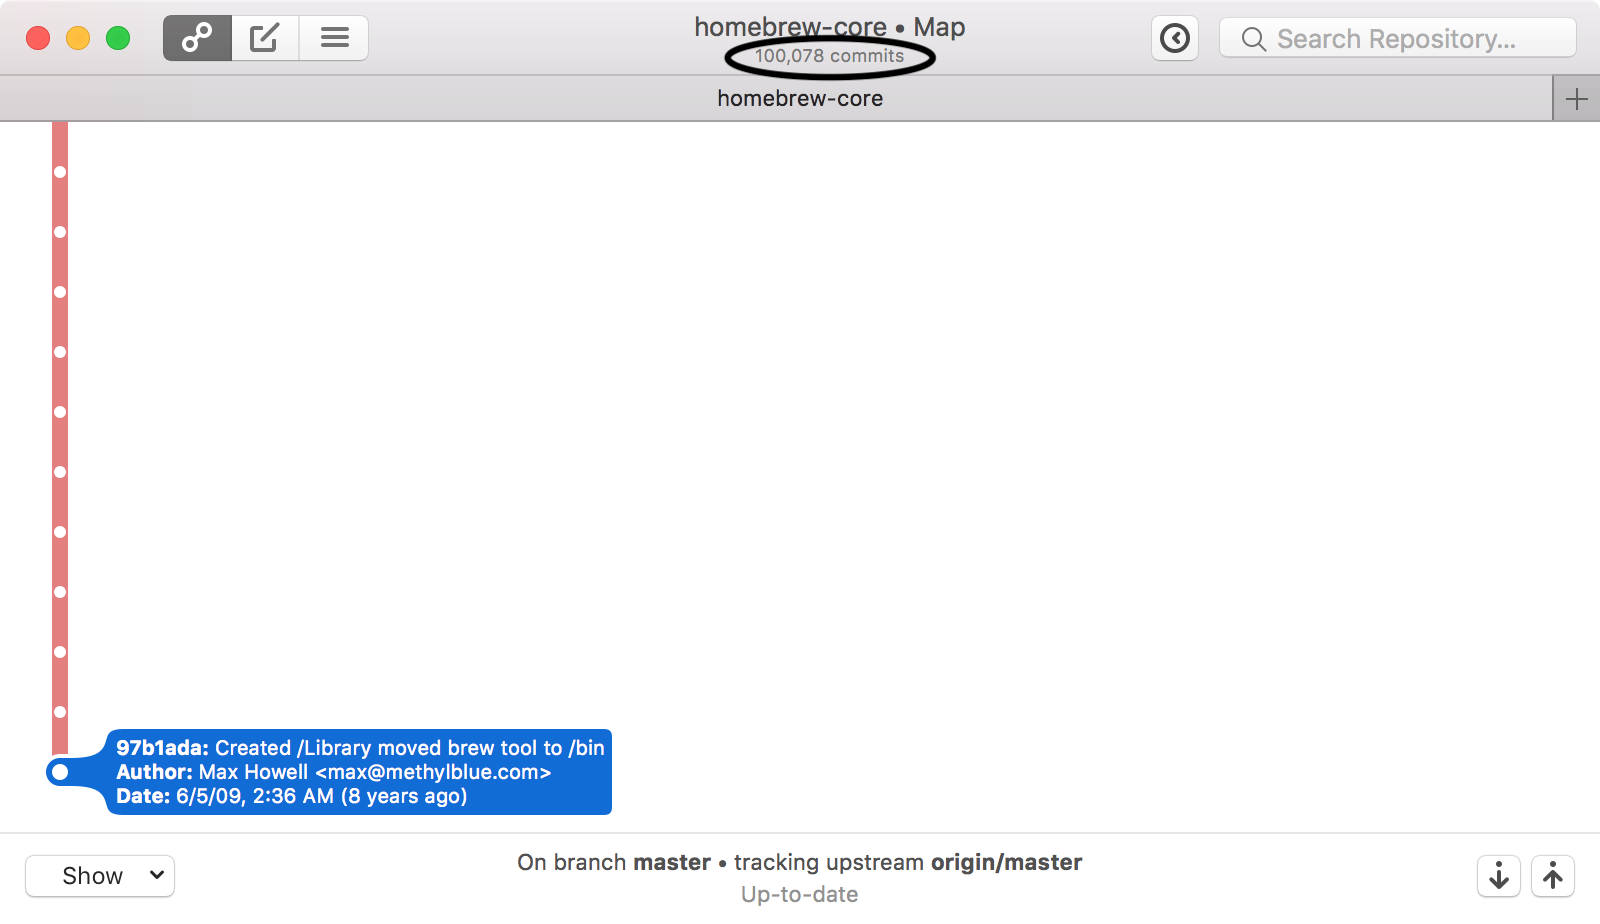 homebrew-core • Map
100,078 commits
Search Repository...
homebrew-core
97b1ada: Created /Library moved brew tool to /bin
Author: Max Howell <max@methylblue.com>
Date: 6/5/09, 2:36 AM (8 years ago)
Show
On branch master • tracking upstream origin/master
Up-to-date